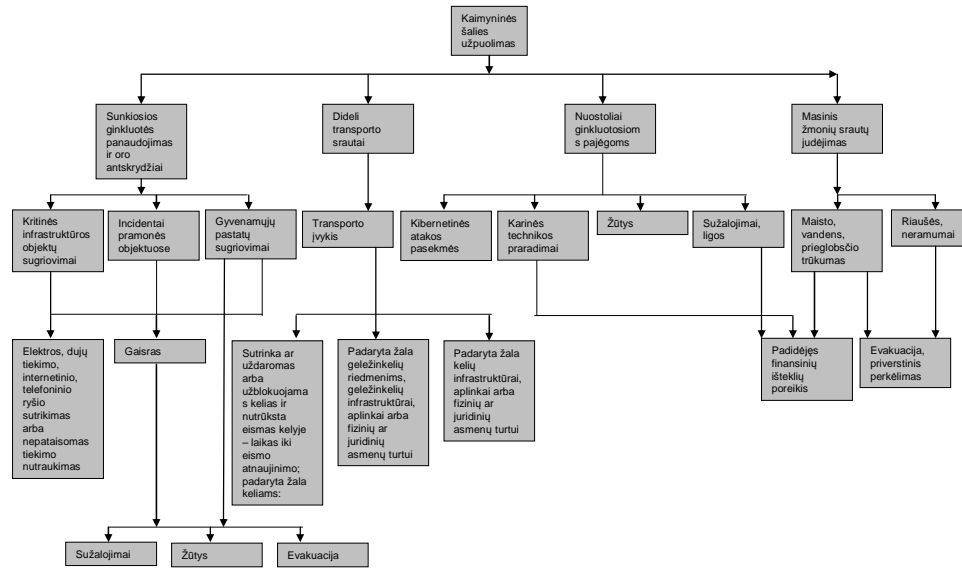 Kaimyninės
šalies
užpuolimas
Sunkiosios
ginkluotės
panaudojimas
ir oro
antskrydžiai
Dideli
transporto
srautai
Nuostoliai
ginkluotosiom
s pajėgoms
Masinis
žmonių srautų
judėjimas
Kritinės
infrastruktūros
objektų
sugriovimai
Incidentai
pramonės
objektuose
Gyvenamųjų
pastatų
sugriovimai
Transporto
įvykis
Kibernetinės
atakos
pasekmės
Karinės
technikos
praradimai
Žūtys
Sužalojimai,
ligos
Maisto,
vandens,
prieglobsčio
trūkumas
Riaušės,
neramumai
Elektros, dujų
tiekimo,
internetinio,
telefoninio
ryšio
sutrikimas
arba
nepataisomas
tiekimo
nutraukimas
Gaisras
Sutrinka ar
uždaromas
arba
užblokuojama
s kelias ir
nutrūksta
eismas kelyje
– laikas iki
eismo
atnaujinimo;
padaryta žala
keliams:
Padaryta žala
geležinkelių
riedmenims,
geležinkelių
infrastruktūrai,
aplinkai arba
fizinių ar
juridinių
asmenų turtui
Padaryta žala
kelių
infrastruktūrai,
aplinkai arba
fizinių ar
juridinių
asmenų turtui
Padidėjęs
finansinių
išteklių
poreikis
Evakuacija,
priverstinis
perkėlimas
Sužalojimai
Žūtys
Evakuacija